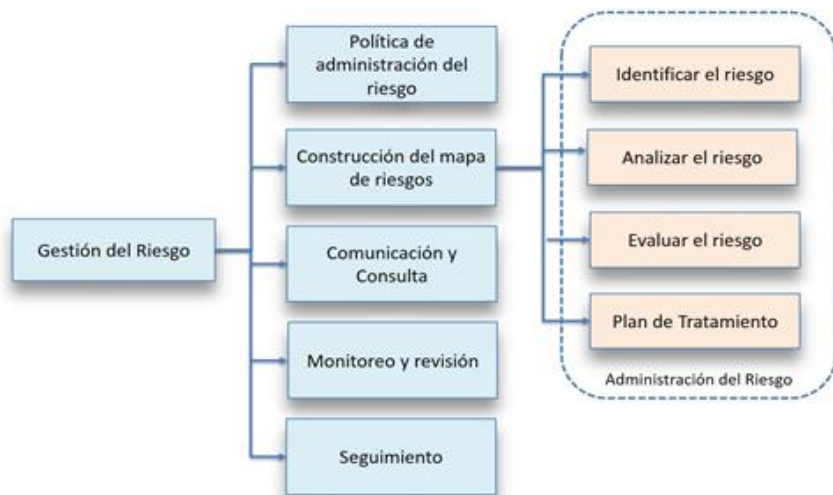 Gestión del Riesgo
Política de
administración del
riesgo
Construcción del mapa
de riesgos
Comunicación y
Consulta
Monitoreo y revisión
Seguimiento
Identificar el riesgo
Analizar el riesgo
Evaluar el riesgo
Plan de Tratamiento
Administración del Riesgo